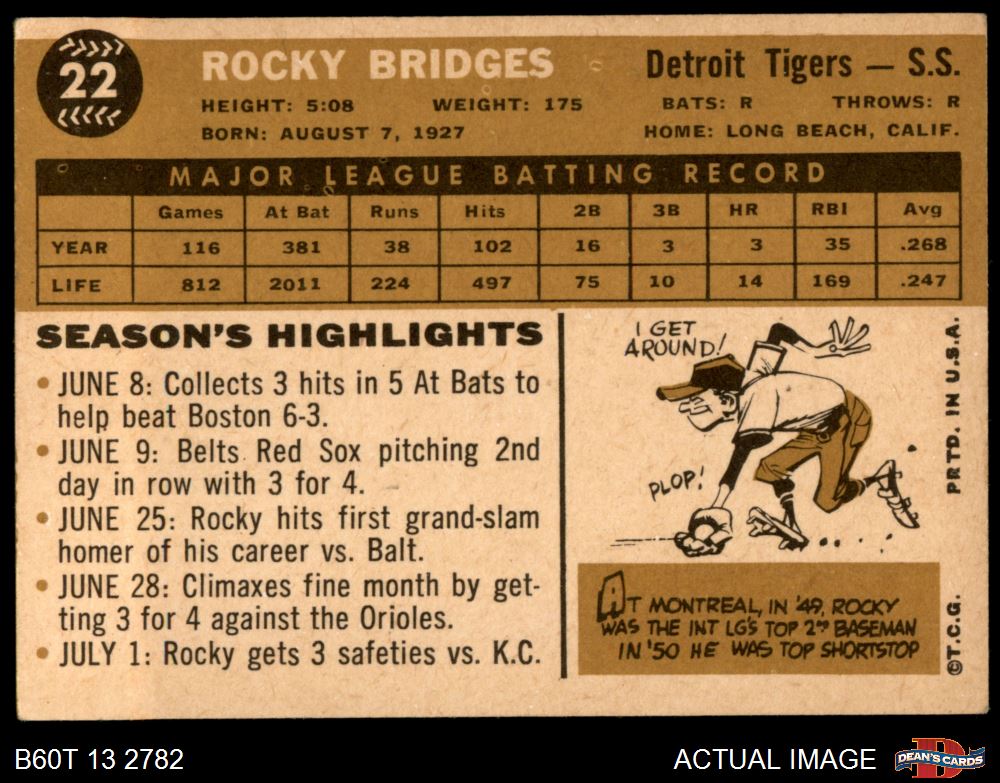 22
ROCKY BRIDGES
Detroit Tigers — S.S.
HEIGHT: 5:08 WEIGHT: 175 BATS: R THROWS: R
BORN: AUGUST 7, 1927 HOME: LONG BEACH, CALIF.
MAJOR LEAGUE BATTING RECORD
Games At Bat Runs Hits 2B 3B HR RBI Avg
YEAR 116 381 38 102 16 3 3 35 .268
LIFE 812 2011 224 497 75 10 14 169 .247
SEASON'S HIGHLIGHTS
• JUNE 8: Collects 3 hits in 5 At Bats to
help beat Boston 6-3.
• JUNE 9: Belts Red Sox pitching 2nd
day in row with 3 for 4.
• JUNE 25: Rocky hits first grand-slam
homer of his career vs. Balt.
• JUNE 28: Climaxes fine month by get-
ting 3 for 4 against the Orioles.
• JULY 1: Rocky gets 3 safeties vs. K.C.
I GET
AROUND!
PLOP!
AT MONTREAL, IN '49, ROCKY
WAS THE INT LG'S TOP 2ND BASEMAN
IN '50 HE WAS TOP SHORTSTOP
©T.C.G. PRTD. IN U.S.A.
B60T 13 2782
ACTUAL IMAGE
DEAN'S CARDS